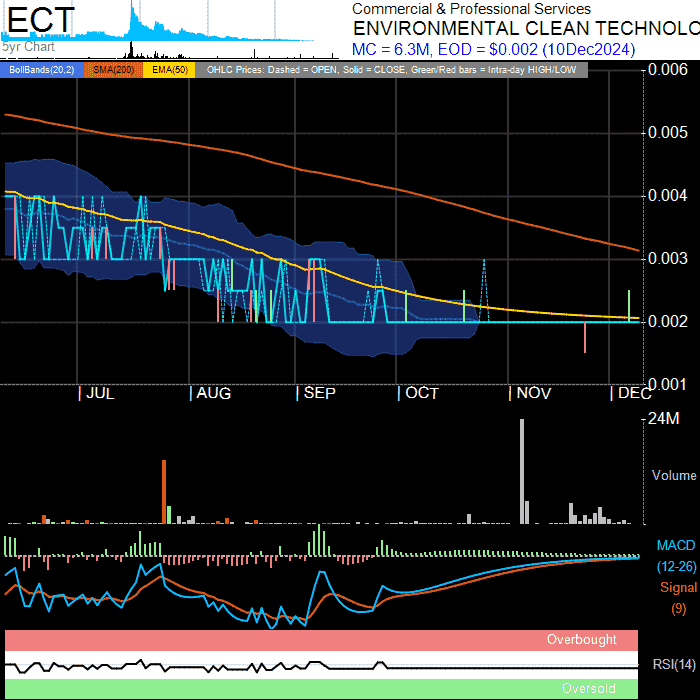 ECT
5yr Chart
Commercial & Professional Services
ENVIRONMENTAL CLEAN TECHNOLO
MC = 6.3M, EOD = $0.002 (10Dec2024)
BollBands(20,2) SMA(200) EMA(50) OHLC Prices: Dashed = OPEN, Solid = CLOSE, Green/Red bars = Intra-day HIGH/LOW
0.006
0.005
0.004
0.003
0.002
0.001
JUL AUG SEP OCT NOV DEC
24M
Volume
MACD
(12-26)
Signal
(9)
Overbought
RSI(14)
Oversold